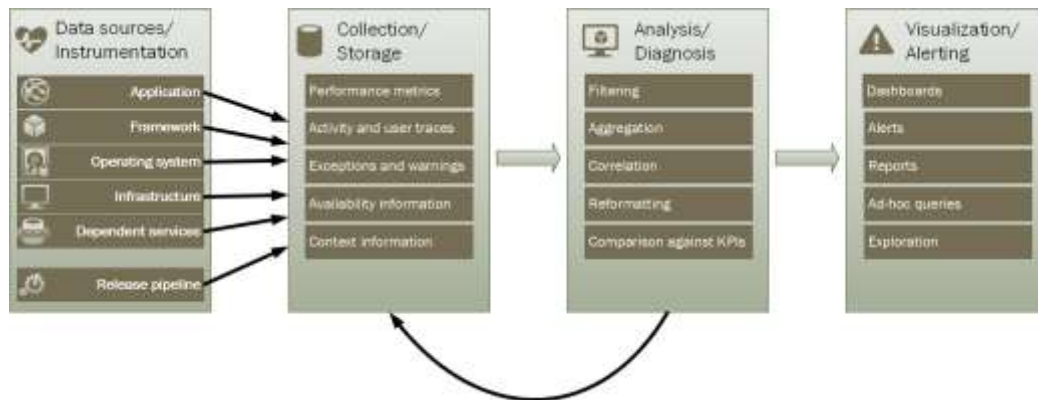 Data sources/
Instrumentation
Application
Framework
Operating system
Infrastructure
Dependent services
Release pipeline
Collection/
Storage
Performance metrics
Activity and user traces
Exceptions and warnings
Availability information
Context information
Analysis/
Diagnosis
Filtering
Aggregation
Correlation
Reformatting
Comparison against KPIs
Visualization/
Alerting
Dashboards
Alerts
Reports
Ad-hoc queries
Exploration